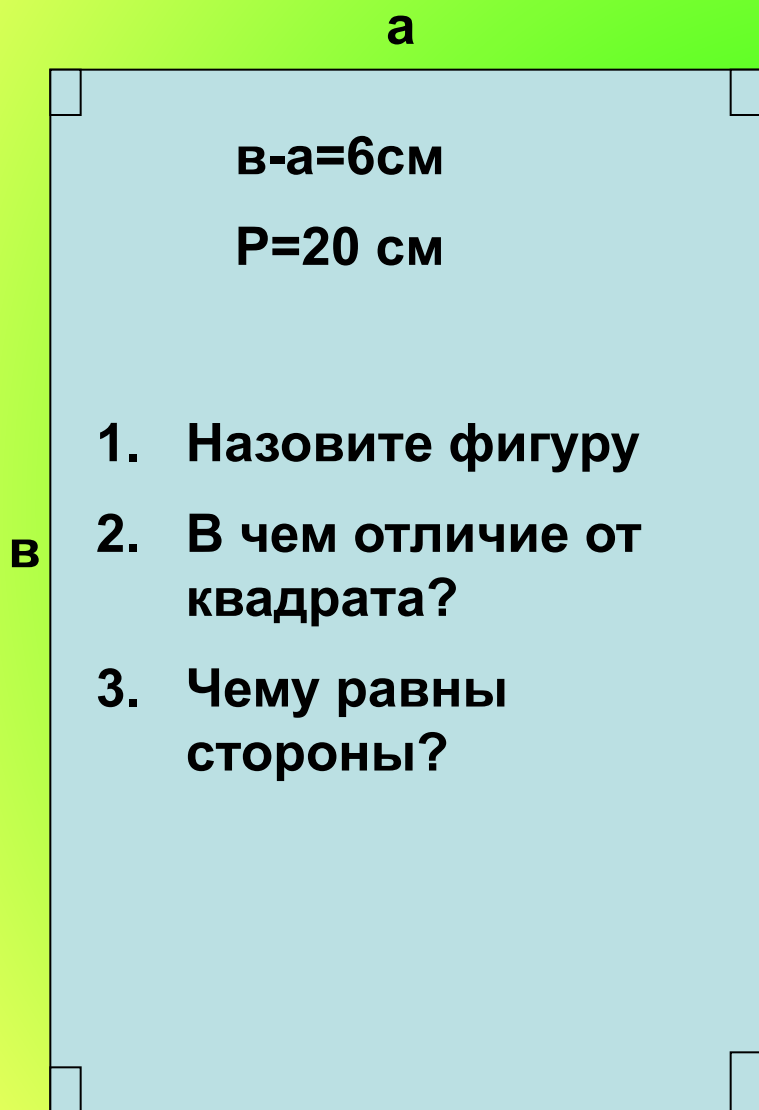 а
в-а=6см
Р=20 см
1. Назовите фигуру
2. В чем отличие от
квадрата?
в
3. Чему равны
стороны?